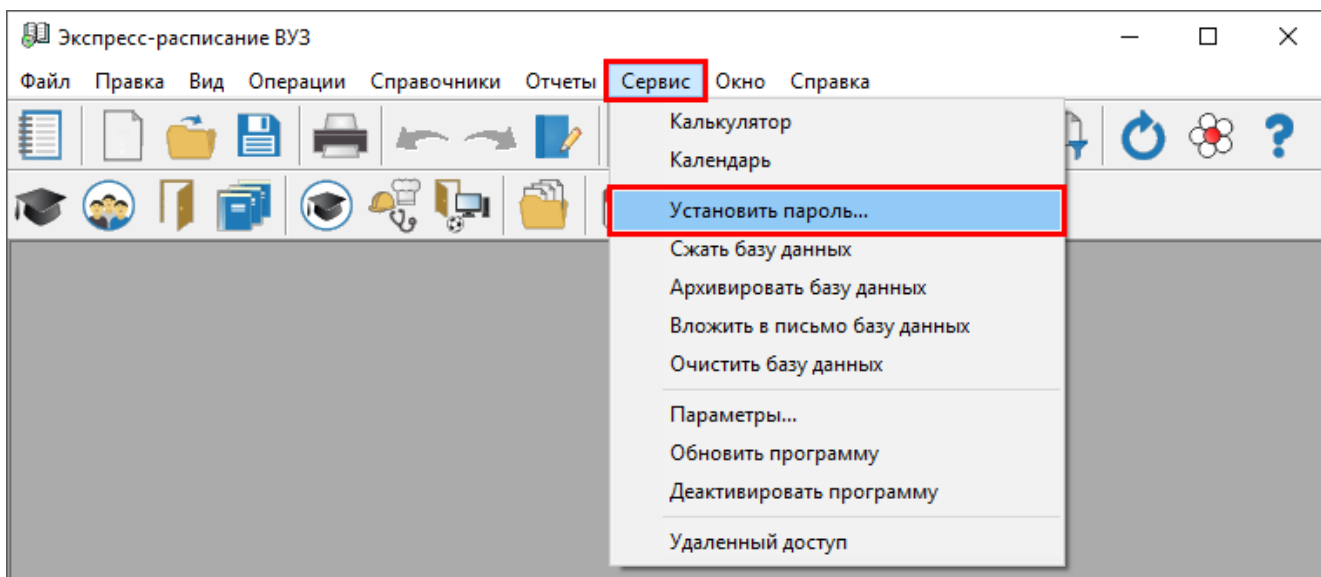 Экспресс-расписание ВУЗ
Файл Правка Вид Операции Справочники Отчеты Сервис Окно Справка
Калькулятор
Календарь
Установить пароль...
Сжать базу данных
Архивировать базу данных
Вложить в письмо базу данных
Очистить базу данных
Параметры...
Обновить программу
Деактивировать программу
Удаленный доступ